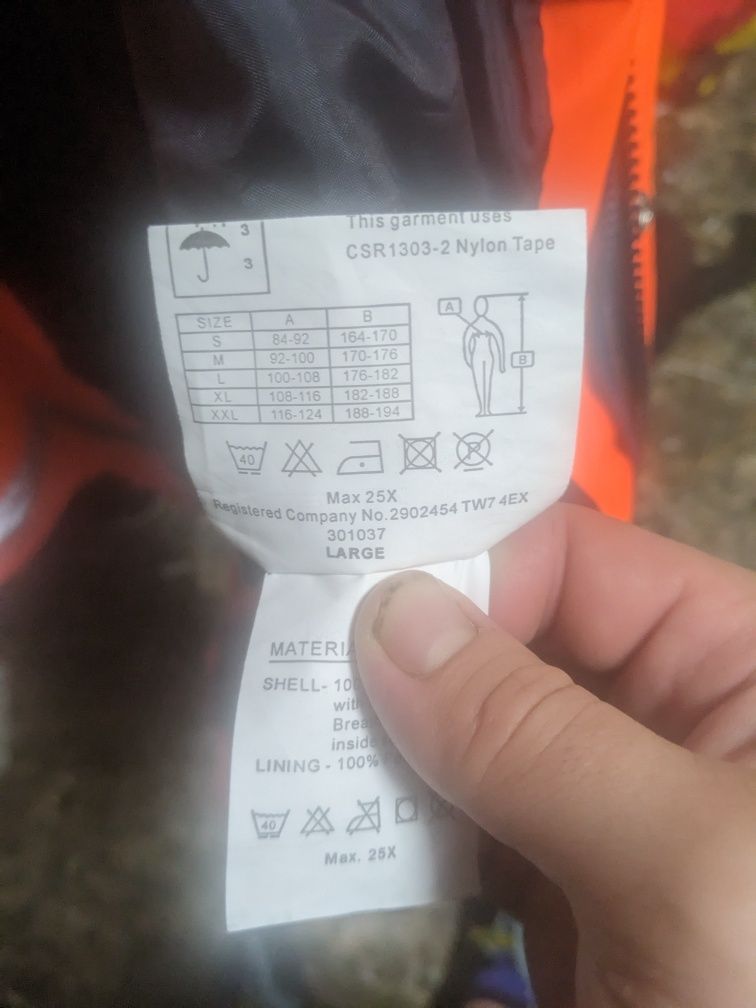 3
3
This garment uses
CSR1303-2 Nylon Tape
SIZE A B
S 84-92 164-170
M 92-100 170-176
L 100-108 176-182
XL 108-116 182-188
XXL 116-124 188-194
A
B
40
P
Max 25X
Registered Company No.2902454 TW7 4EX
301037
LARGE
SHELL-
inside
LINING - 100%
40
Max. 25X